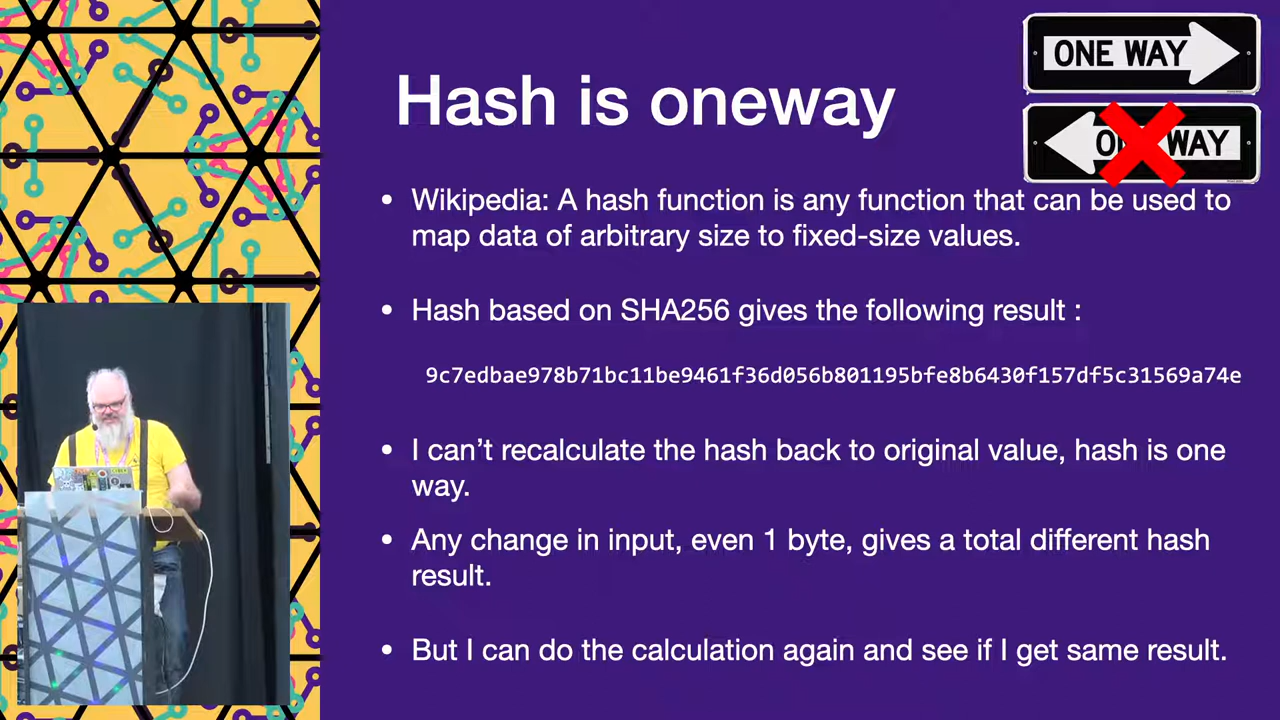 Hash is oneway
ONE WAY
WAY
• Wikipedia: A hash function is any function that can be used to
map data of arbitrary size to fixed-size values.
• Hash based on SHA256 gives the following result :
9c7edbae978b71bc11be9461f36d056b801195bfe8b6430f157df5c31569a74e
• I can’t recalculate the hash back to original value, hash is one
way.
• Any change in input, even 1 byte, gives a total different hash
result.
• But I can do the calculation again and see if I get same result.